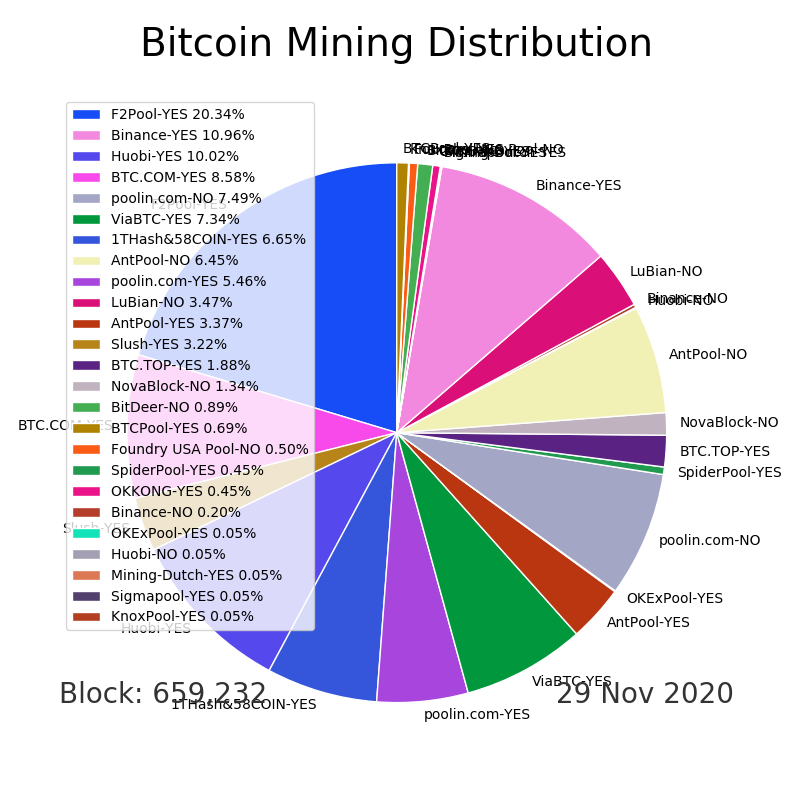 Bitcoin Mining Distribution
F2Pool-YES 20.34%
Binance-YES 10.96%
Huobi-YES 10.02%
BTC.COM-YES 8.58%
poolin.com-NO 7.49%
ViaBTC-YES 7.34%
1THash&58COIN-YES 6.65%
AntPool-NO 6.45%
poolin.com-YES 5.46%
LuBian-NO 3.47%
AntPool-YES 3.37%
Slush-YES 3.22%
BTC.TOP-YES 1.88%
NovaBlock-NO 1.34%
BitDeer-NO 0.89%
BTCPool-YES 0.69%
Foundry USA Pool-NO 0.50%
SpiderPool-YES 0.45%
OKKONG-YES 0.45%
Binance-NO 0.20%
OKExPool-YES 0.05%
Huobi-NO 0.05%
Mining-Dutch-YES 0.05%
Sigmapool-YES 0.05%
KnoxPool-YES 0.05%
F2Pool-YES
BTC.COM-YES
Slush-YES
Huobi-YES
1THash&58COIN-YES
poolin.com-YES
ViaBTC-YES
AntPool-YES
OKExPool-YES
poolin.com-NO
SpiderPool-YES
BTC.TOP-YES
NovaBlock-NO
AntPool-NO
Huobi-NO
Binance-NO
LuBian-NO
Binance-YES
Block: 659,232
29 Nov 2020